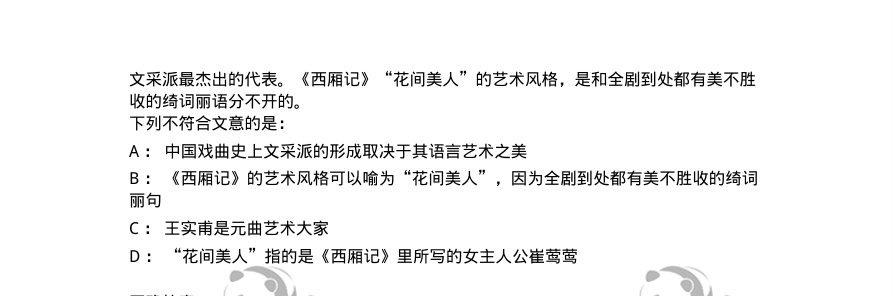 文采派最杰出的代表。《西厢记》“花间美人”的艺术风格，是和全剧到处都有美不胜
收的绮词丽语分不开的。
下列不符合文意的是：
A： 中国戏曲史上文采派的形成取决于其语言艺术之美
B： 《西厢记》的艺术风格可以喻为“花间美人”，因为全剧到处都有美不胜收的绮词
丽句
C： 王实甫是元曲艺术大家
D： “花间美人”指的是《西厢记》里所写的女主人公崔莺莺